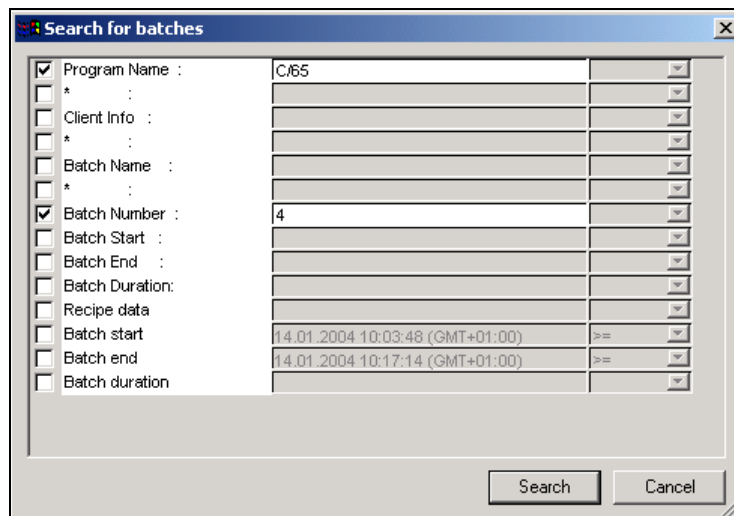 Search for batches
Program Name : C/65
* :
Client Info :
* :
Batch Name :
* :
Batch Number : 4
Batch Start :
Batch End :
Batch Duration:
Recipe data
Batch start 14.01.2004 10:03:48 (GMT+01:00) >=
Batch end 14.01.2004 10:17:14 (GMT+01:00) >=
Batch duration
Search Cancel